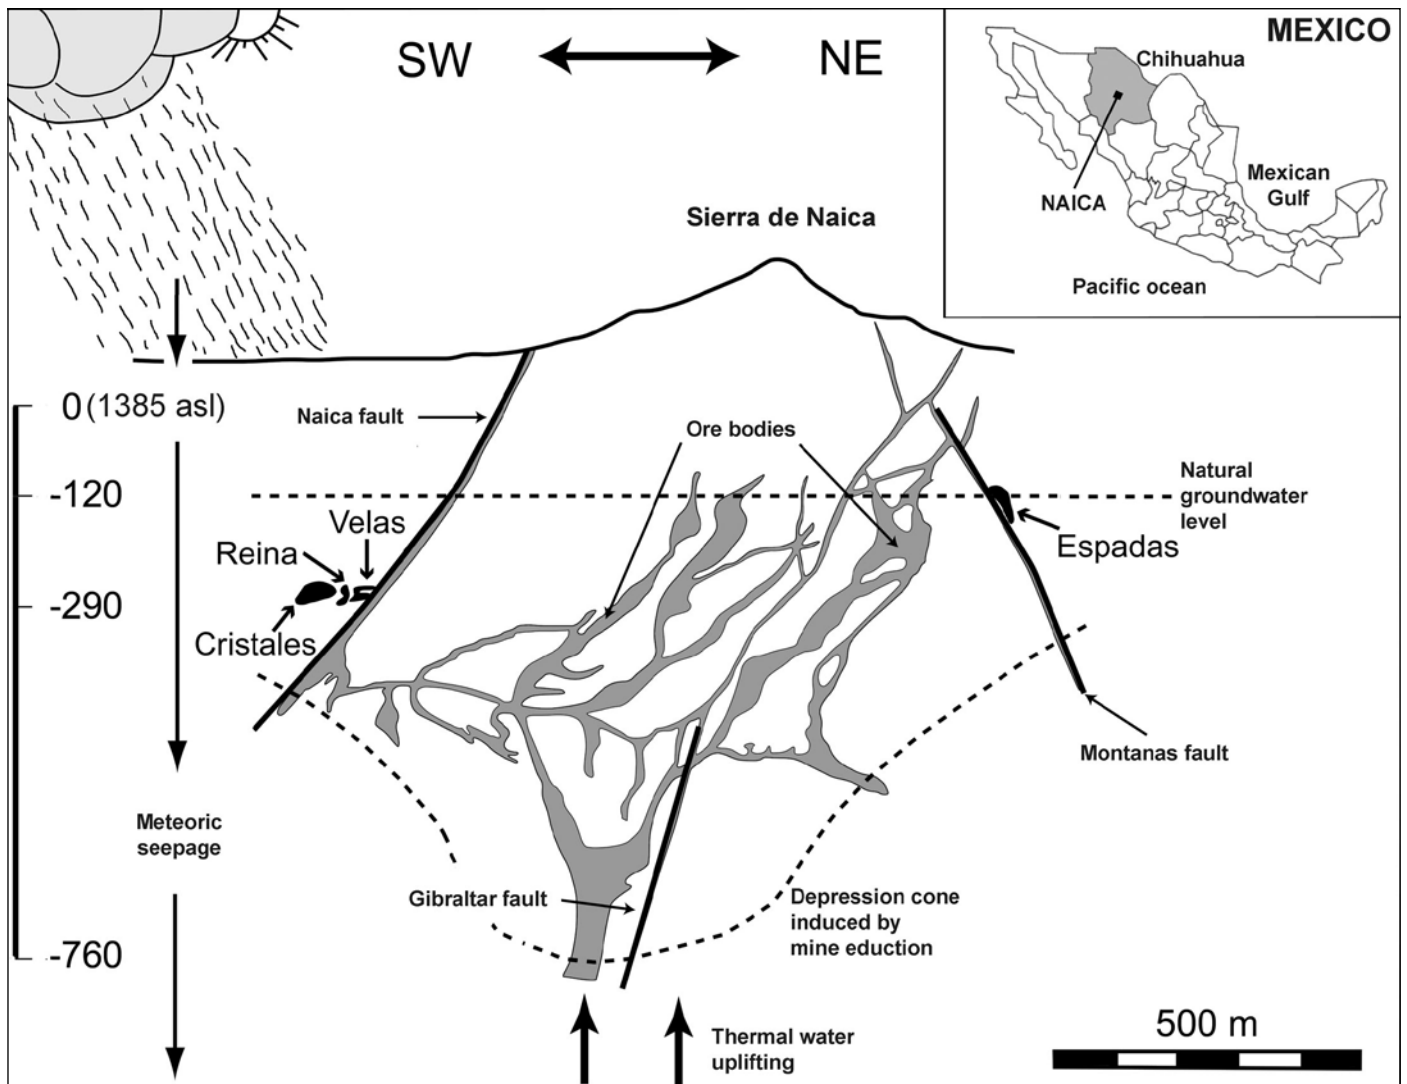 SW
NE
MEXICO
Chihuahua
Mexican
Gulf
NAICA
Pacific ocean
Sierra de Naica
0 (1385 asl)
Naica fault
Ore bodies
-120
Natural
groundwater
level
Velas
Reina
Espadas
-290
Cristales
Montanas fault
Meteoric
seepage
Gibraltar fault
Depression cone
induced by
mine eduction
-760
500 m
Thermal water
uplifting